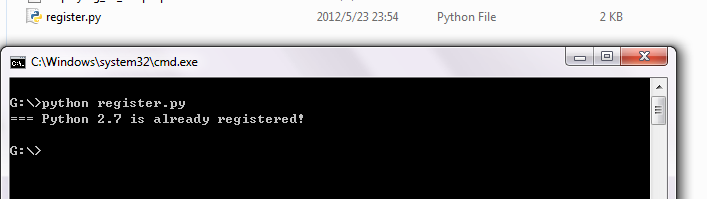 register.py 2012/5/23 23:54 Python File 2 KB
C:\Windows\system32\cmd.exe
G:\>python register.py
=== Python 2.7 is already registered!
G:\>